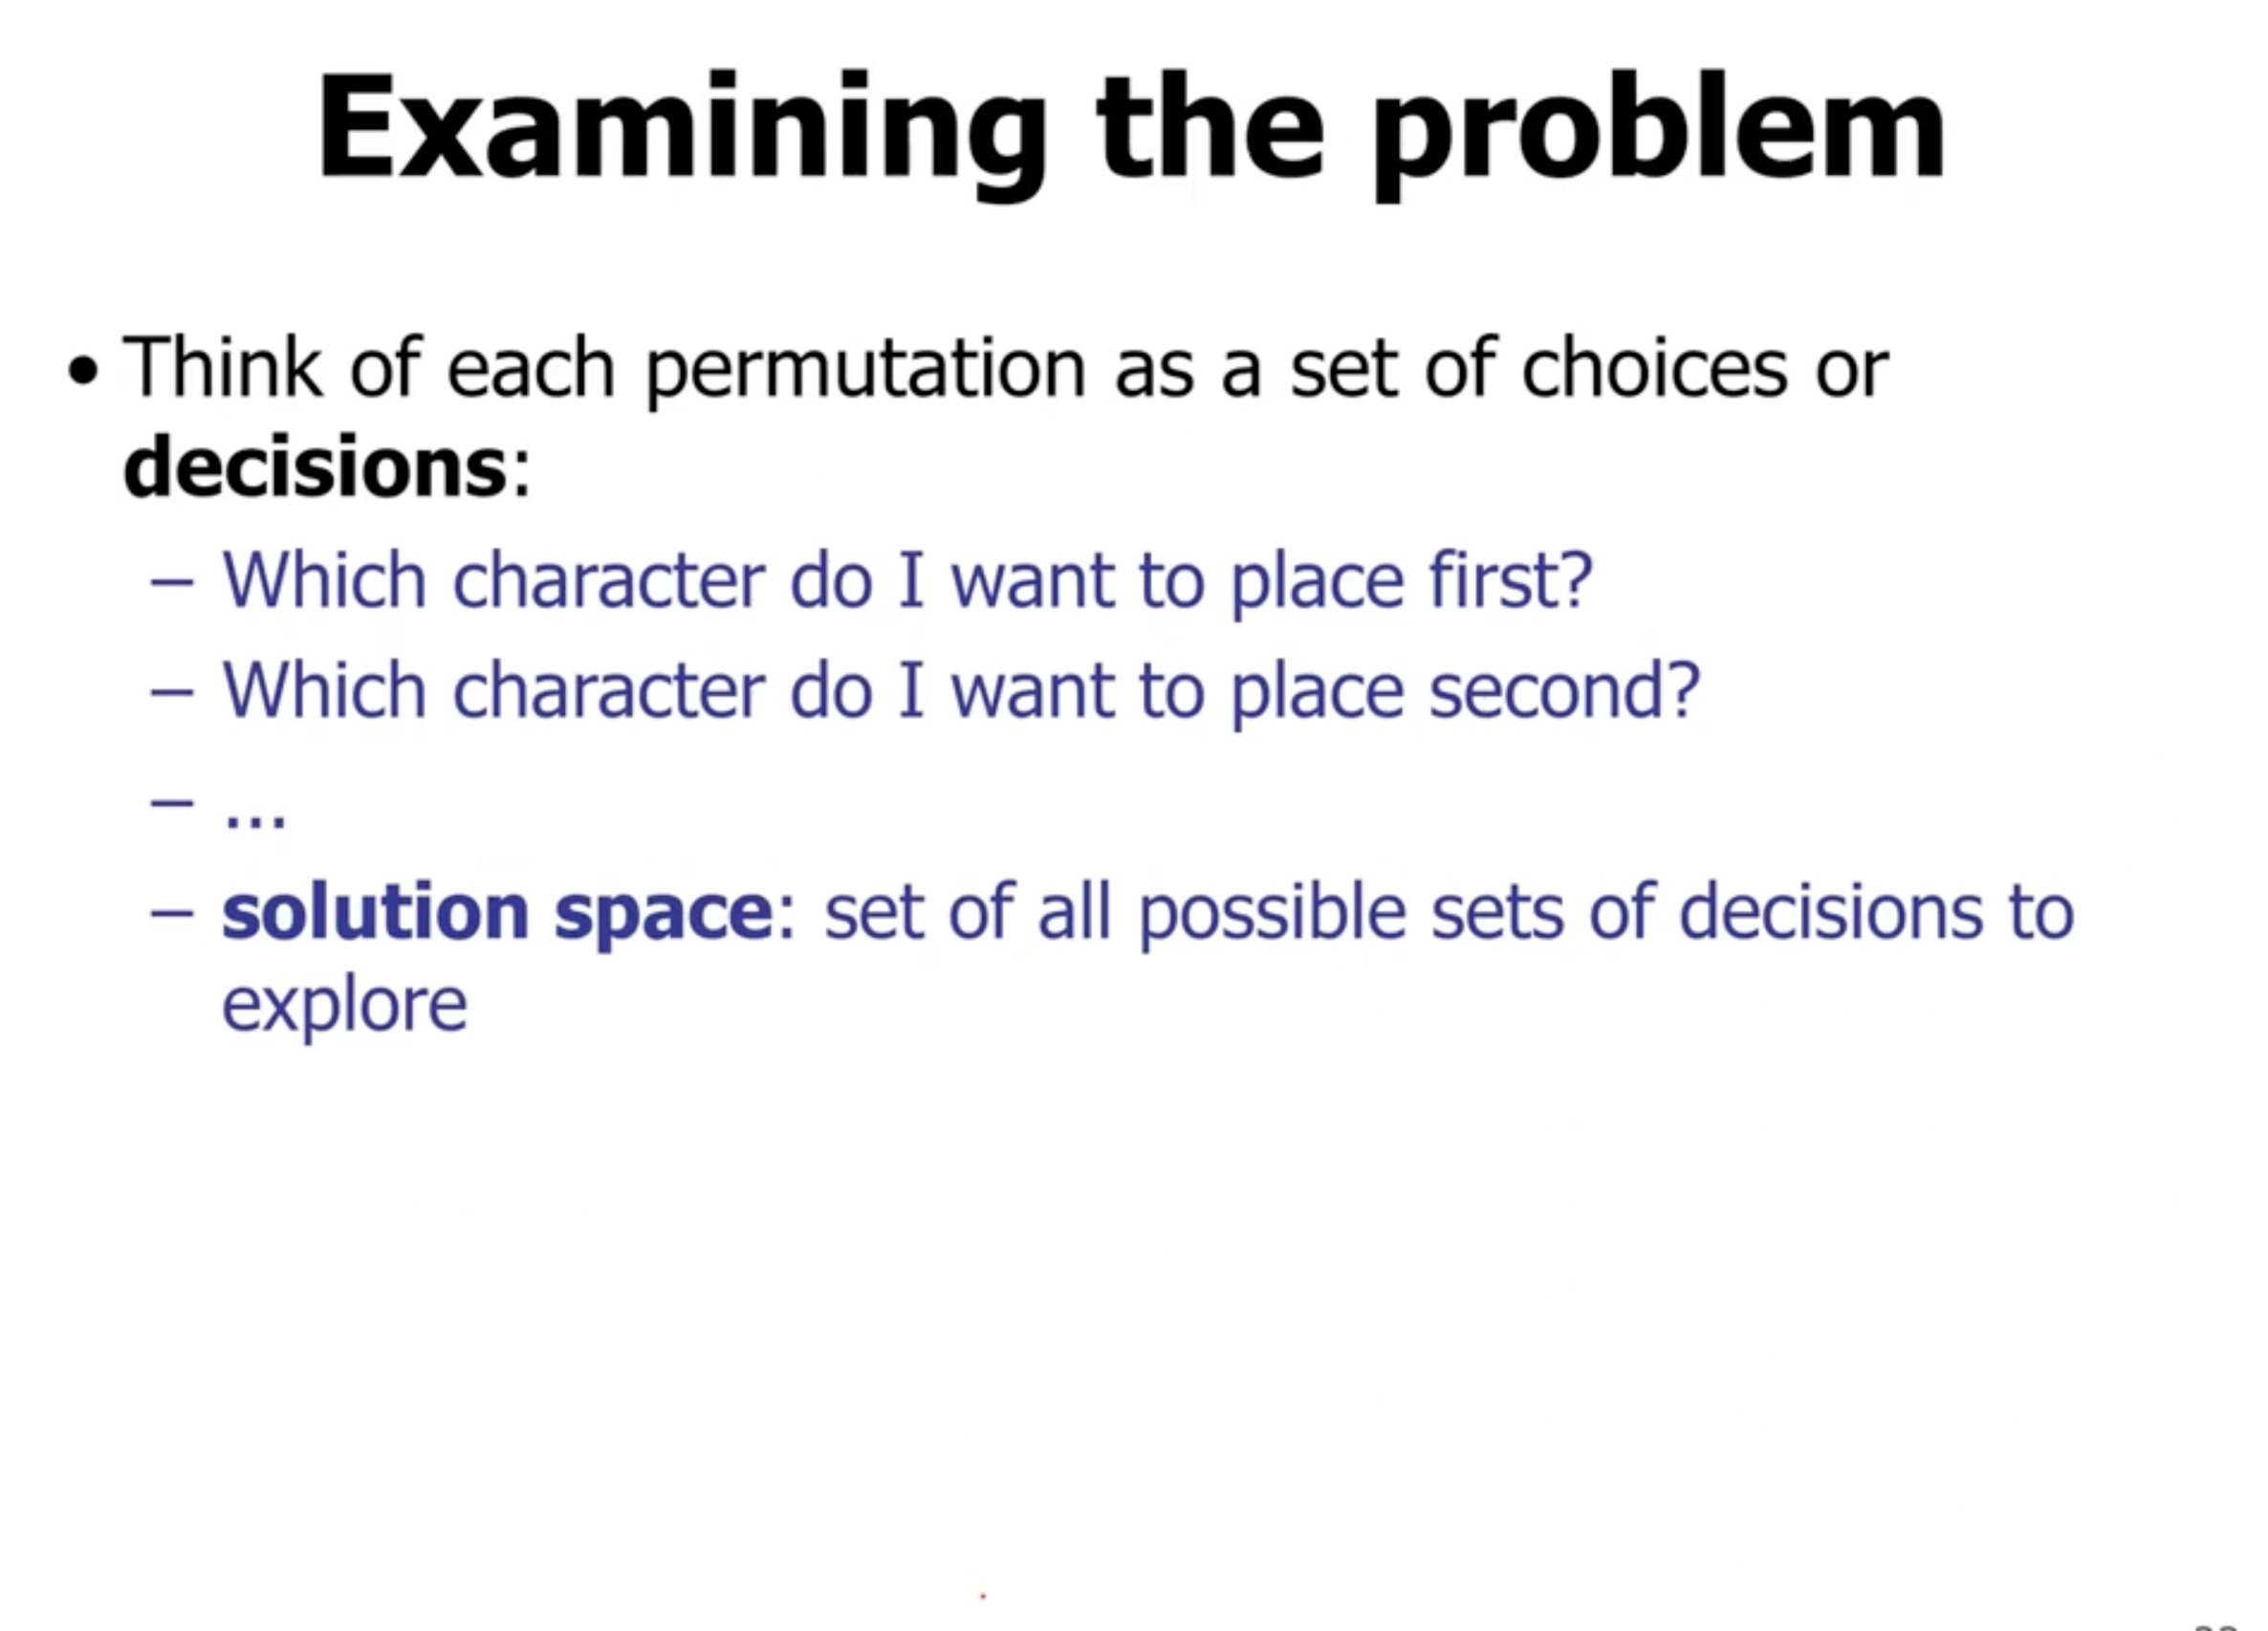 Examining the problem
• Think of each permutation as a set of choices or
decisions:
– Which character do I want to place first?
– Which character do I want to place second?
– ...
– solution space: set of all possible sets of decisions to
explore